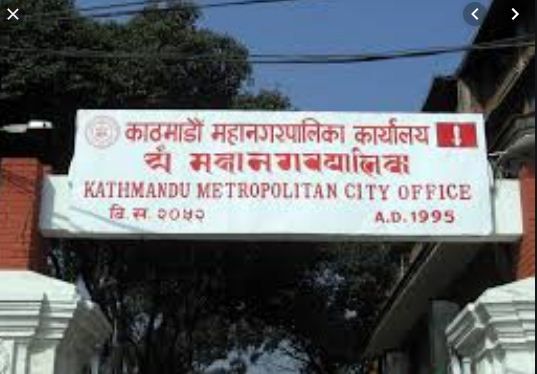 काठमाडौं महानगरपालिका कार्यालय
KATHMANDU METROPOLITAN CITY OFFICE
वि.स. २०५२ A.D. 1995